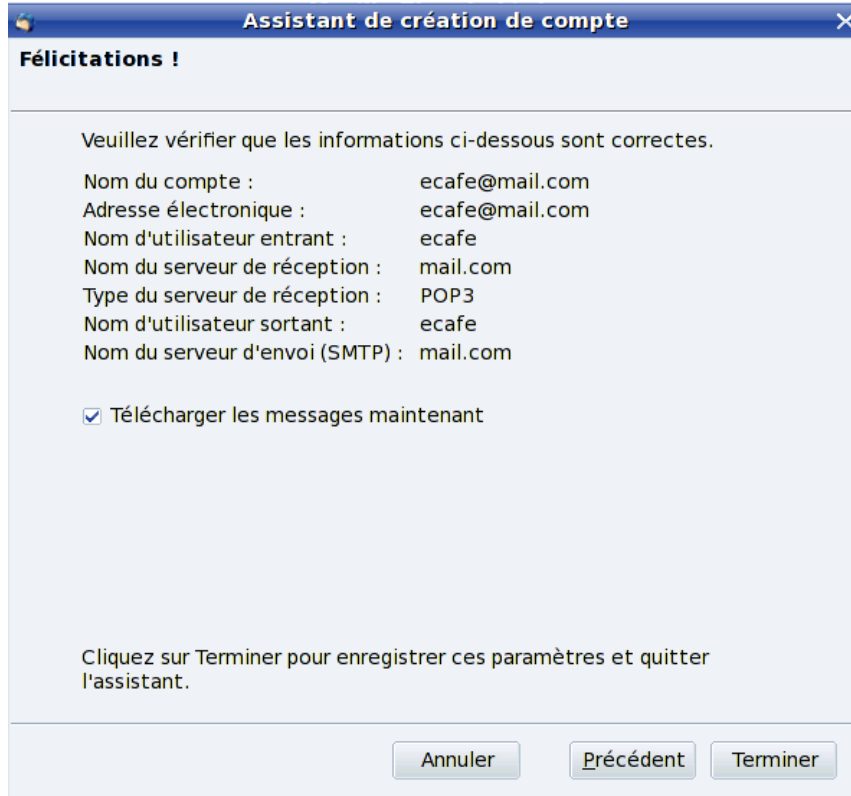 Assistant de création de compte
Félicitations !
Veuillez vérifier que les informations ci-dessous sont correctes.
Nom du compte : ecafe@mail.com
Adresse électronique : ecafe@mail.com
Nom d'utilisateur entrant : ecafe
Nom du serveur de réception : mail.com
Type du serveur de réception : POP3
Nom d'utilisateur sortant : ecafe
Nom du serveur d'envoi (SMTP) : mail.com
Télécharger les messages maintenant
Cliquez sur Terminer pour enregistrer ces paramètres et quitter
l'assistant.
Annuler Précédent Terminer